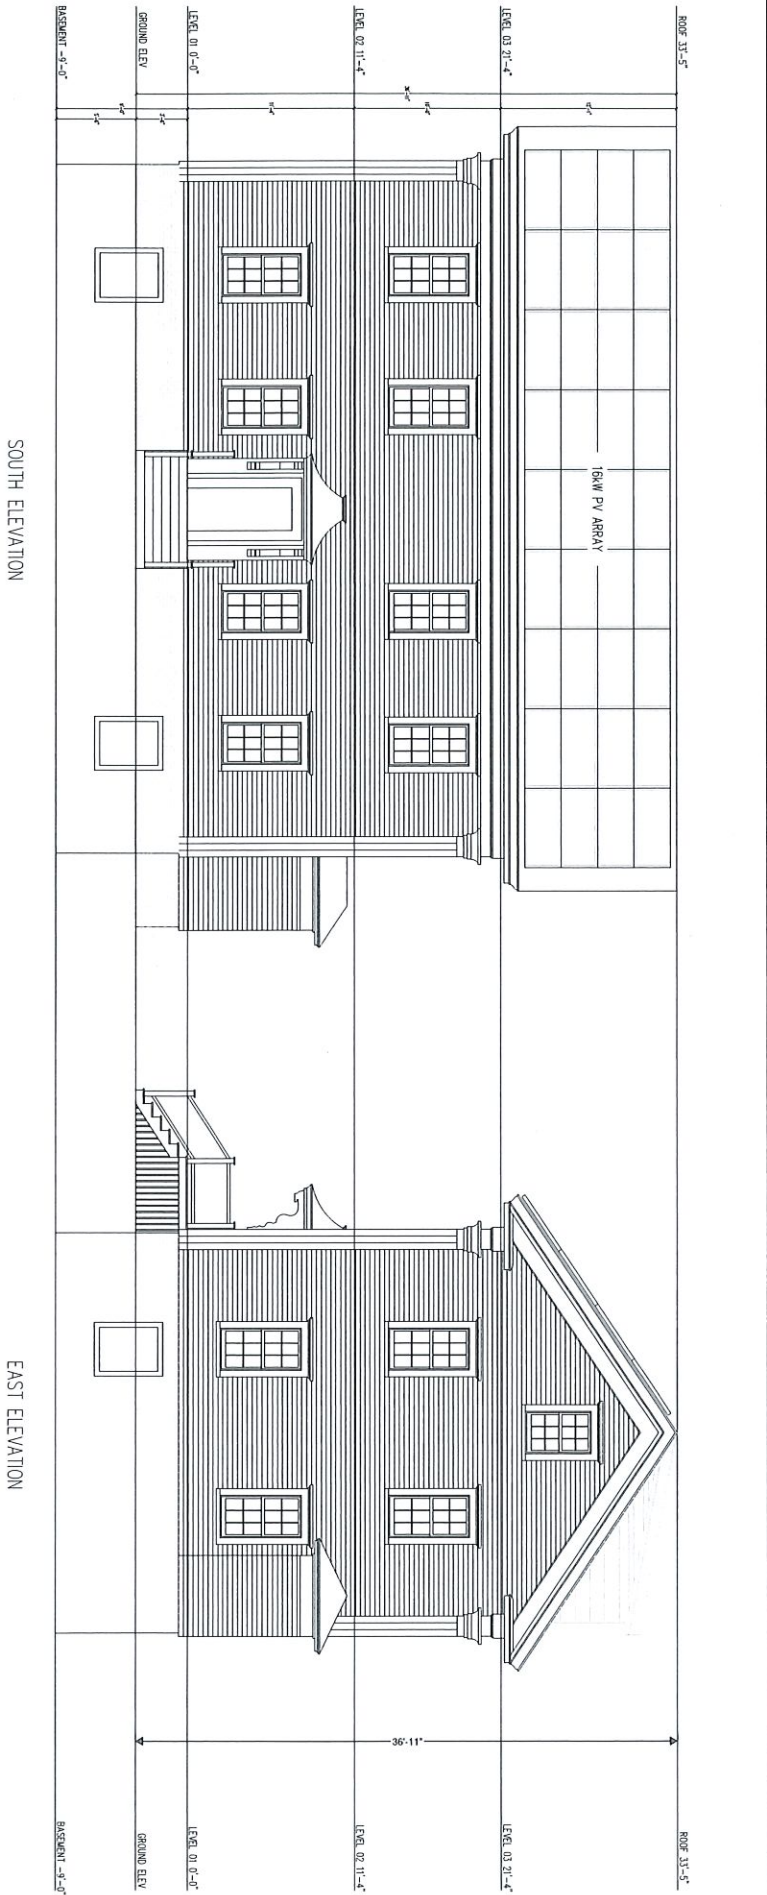 ROOF 33'-5"
LEVEL 03 21'-4"
LEVEL 02 11'-4"
LEVEL 01 0'-0"
GROUND ELEV
BASEMENT -9'-0"
16kW PV ARRAY
36'-11"
ROOF 33'-5"
LEVEL 03 21'-4"
LEVEL 02 11'-4"
LEVEL 01 0'-0"
GROUND ELEV
BASEMENT -9'-0"
SOUTH ELEVATION
EAST ELEVATION